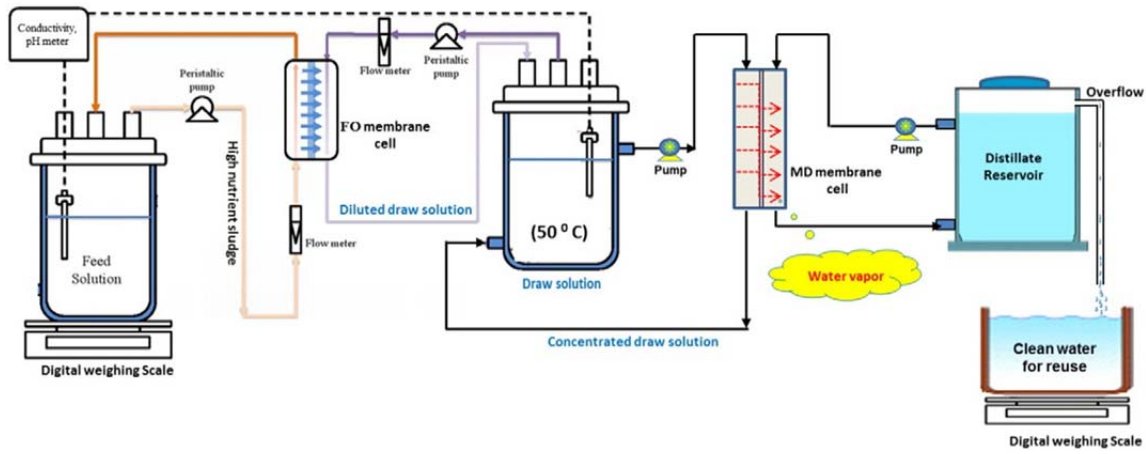 Conductivity,
pH meter
Peristaltic
pump
High nutrient sludge
Feed
Solution
Digital weighing Scale
FO membrane
cell
Flow meter
Flow meter
Peristaltic
pump
Diluted draw solution
(50 ⁰ C)
Draw solution
Concentrated draw solution
Pump
MD membrane
cell
Water vapor
Pump
Distillate
Reservoir
Overflow
Clean water
for reuse
Digital weighing Scale